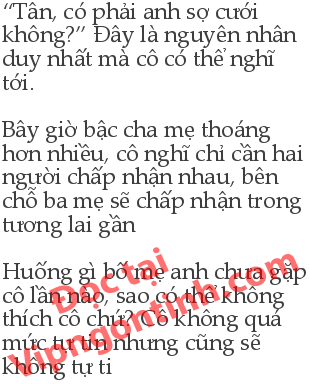 “Tân, có phải anh sợ cưới
không?” Đây là nguyên nhân
duy nhất mà cô có thể nghĩ
tới.
Bây giờ bậc cha mẹ thoáng
hơn nhiều, cô nghĩ chỉ cần hai
người chấp nhận nhau, bên
chỗ ba mẹ sẽ chấp nhận trong
tương lai gần
Huống gì bố mẹ anh chưa gặp
cô lần nào, sao có thể không
thích cô chứ? Cô không quá
mức tự tin nhưng cũng sẽ
không tự ti
Đọc tại
Vipngontinh.com